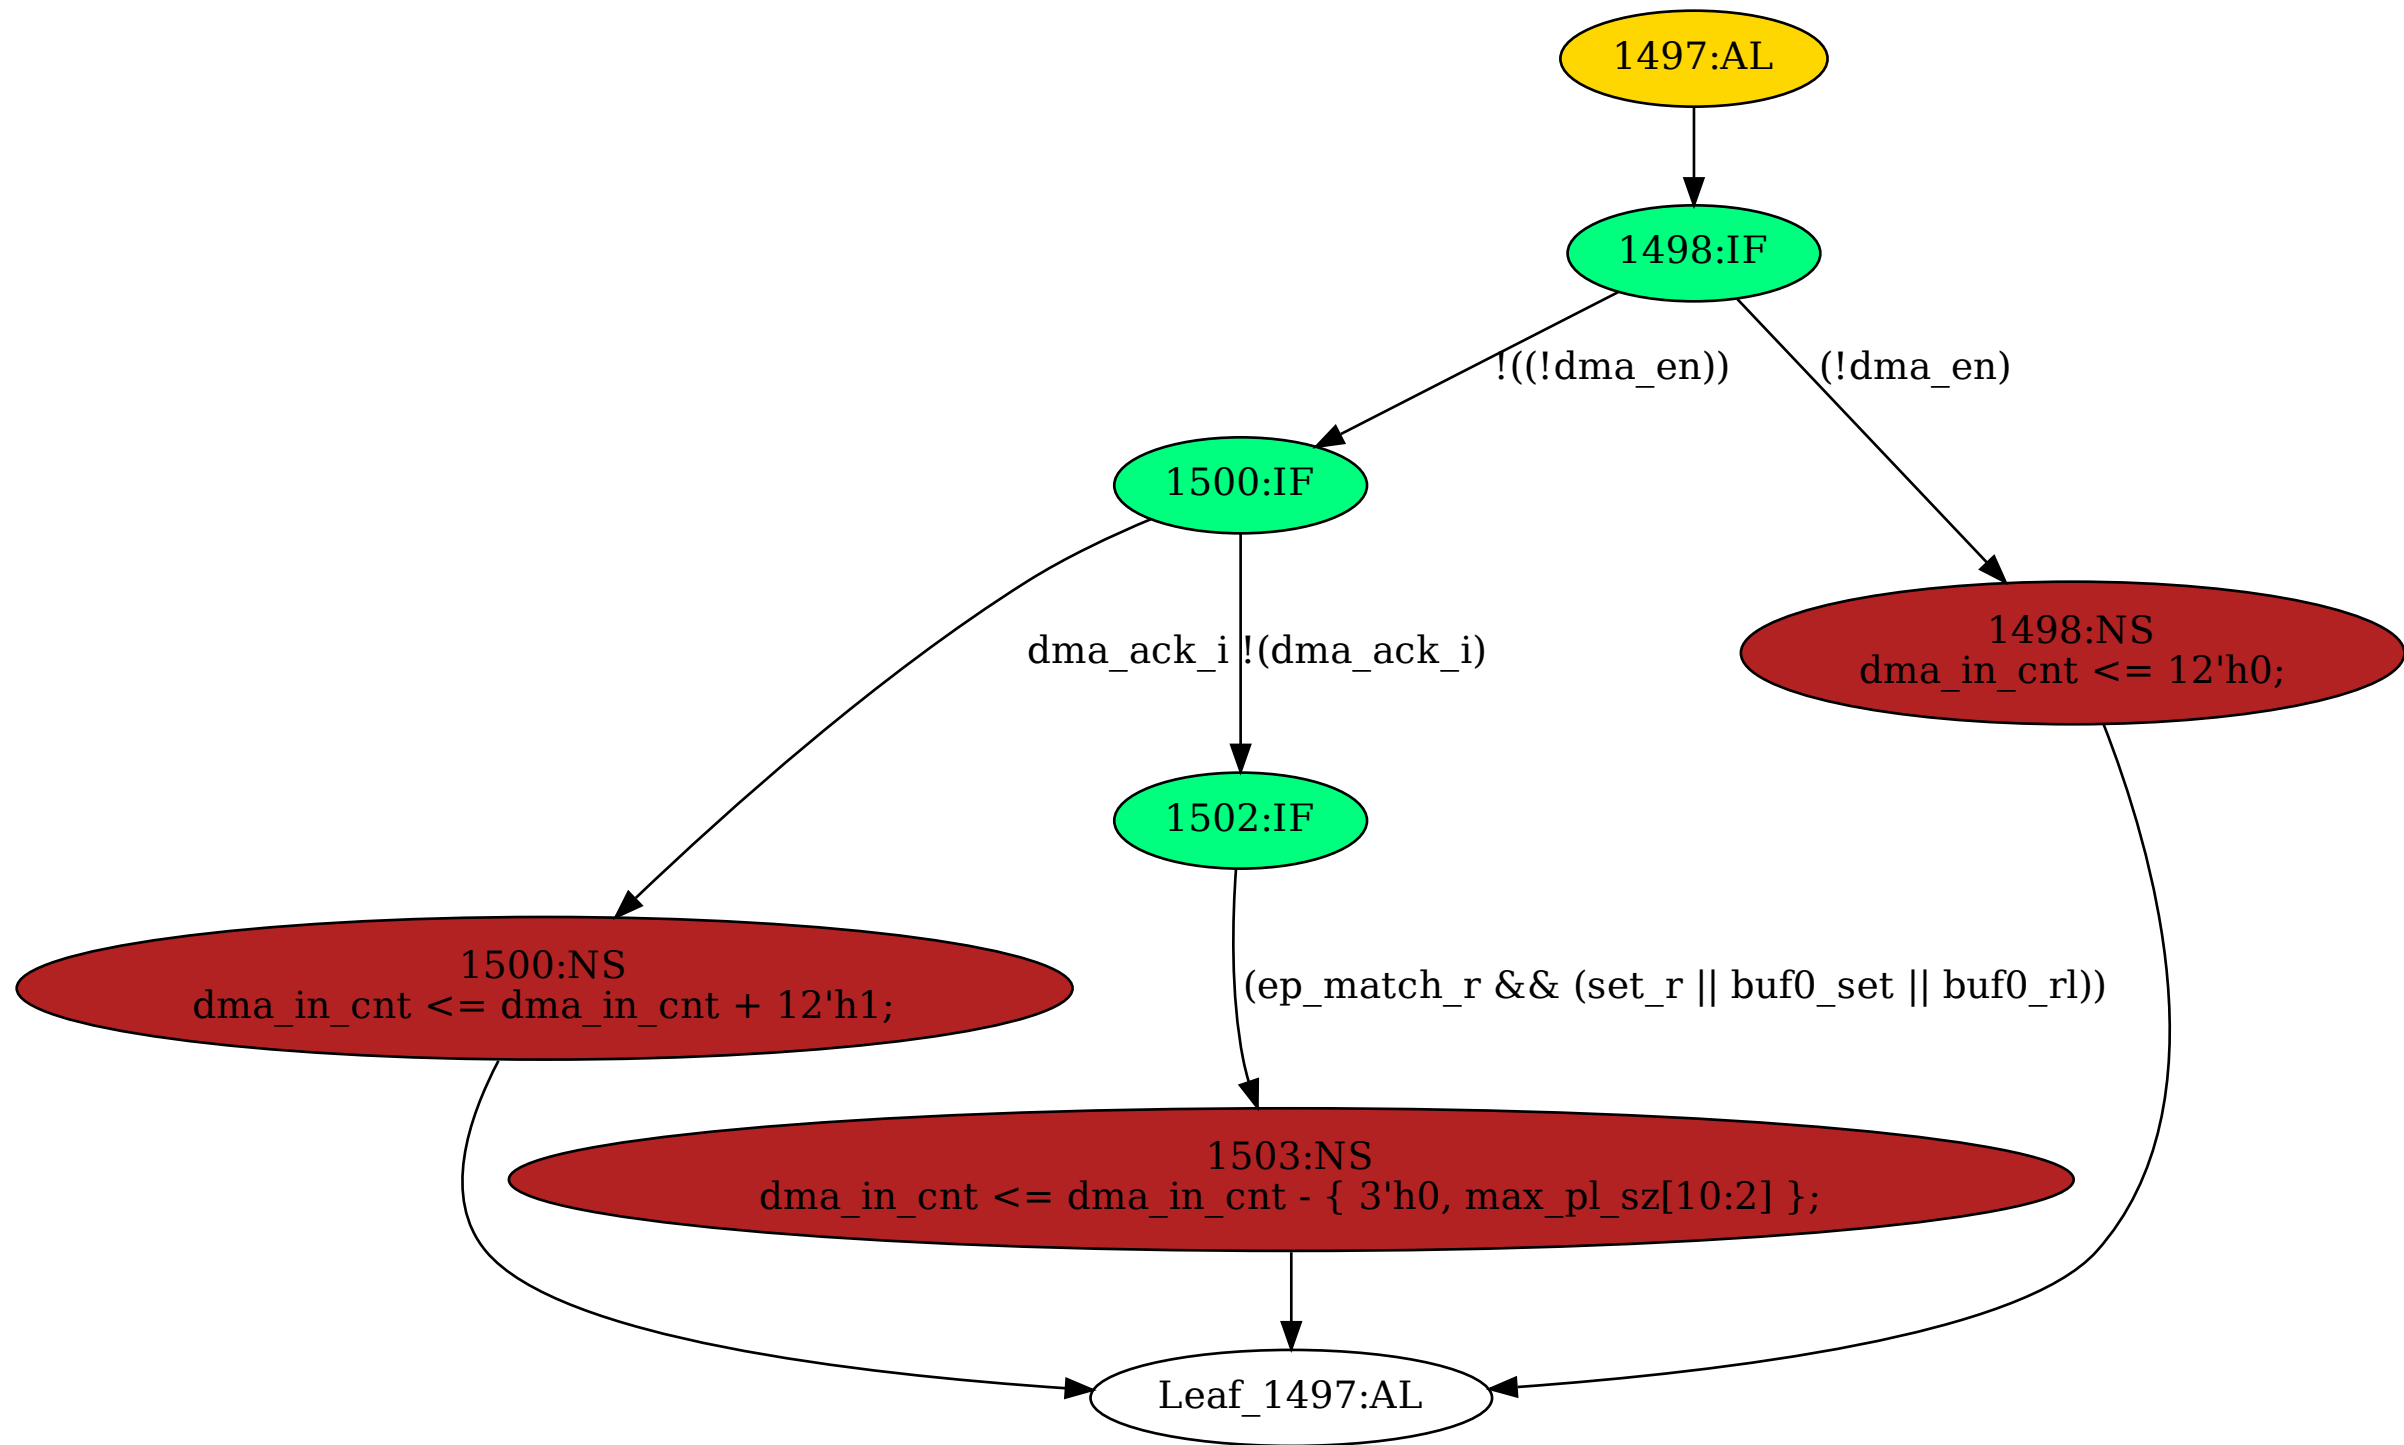 1497:AL
1498:IF
!((!dma_en))
(!dma_en)
1500:IF
1498:NS
dma_in_cnt <= 12'h0;
dma_ack_i
!(dma_ack_i)
1502:IF
1500:NS
dma_in_cnt <= dma_in_cnt + 12'h1;
(ep_match_r && (set_r || buf0_set || buf0_rl))
1503:NS
dma_in_cnt <= dma_in_cnt - { 3'h0, max_pl_sz[10:2] };
Leaf_1497:AL